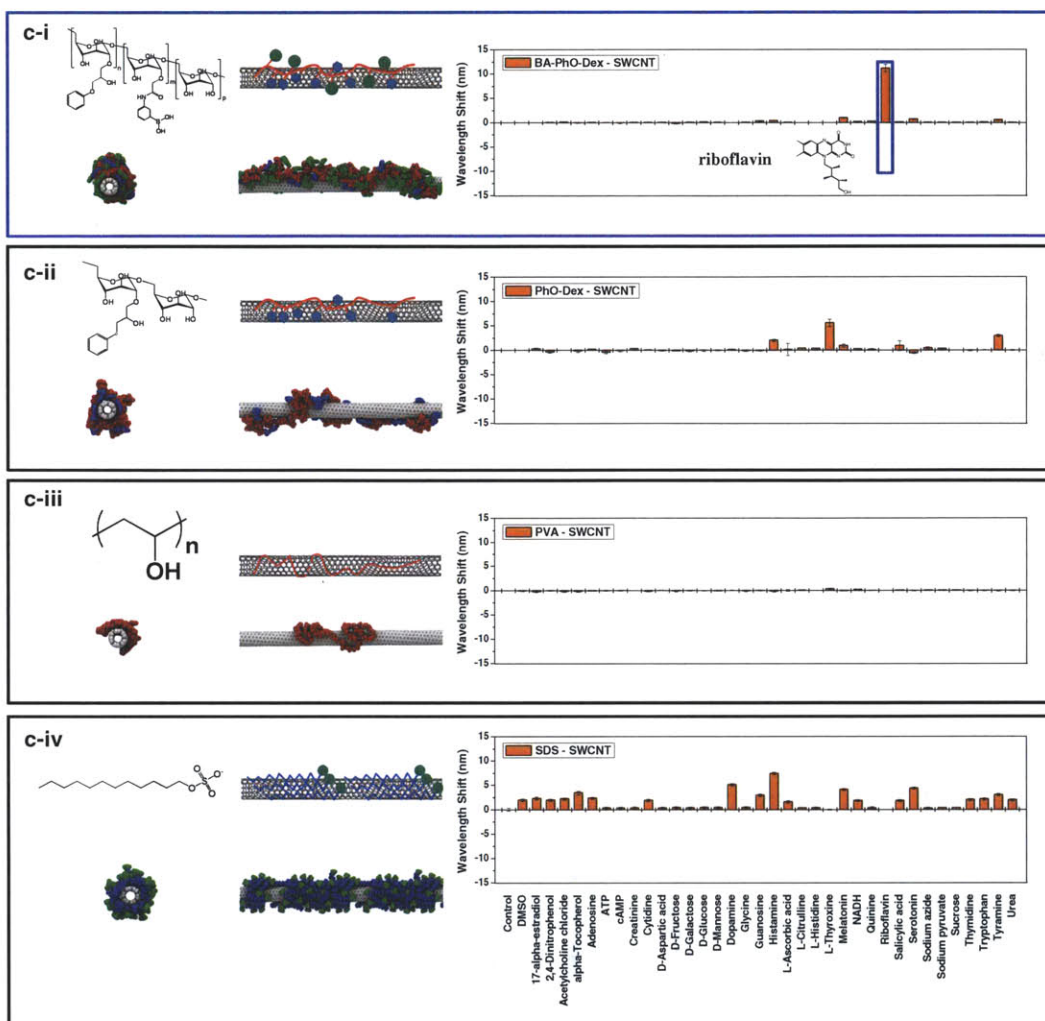 c-i
BA-PhO-Dex - SWCNT
Wavelength Shift (nm)
15
10
5
0
-5
-10
-15
riboflavin
c-ii
PhO-Dex - SWCNT
Wavelength Shift (nm)
15
10
5
0
-5
-10
-15
c-iii
n
OH
PVA - SWCNT
Wavelength Shift (nm)
15
10
5
0
-5
-10
-15
c-iv
SDS - SWCNT
Wavelength Shift (nm)
15
10
5
0
-5
-10
-15
Control
DMSO
17-alpha-estradiol
2,4-Dinitrophenol
Acetylcholine chloride
alpha-Tocopherol
Adenosine
ATP
cAMP
Creatinine
Cytidine
D-Aspartic acid
D-Fructose
D-Galactose
D-Glucose
D-Mannose
Dopamine
Glycine
Guanosine
Histamine
L-Ascorbic acid
L-Citrulline
L-Histidine
L-Thyroxine
Melatonin
NADH
Quinine
Riboflavin
Salicylic acid
Serotonin
Sodium azide
Sodium pyruvate
Sucrose
Thymidine
Tryptophan
Tyramine
Urea